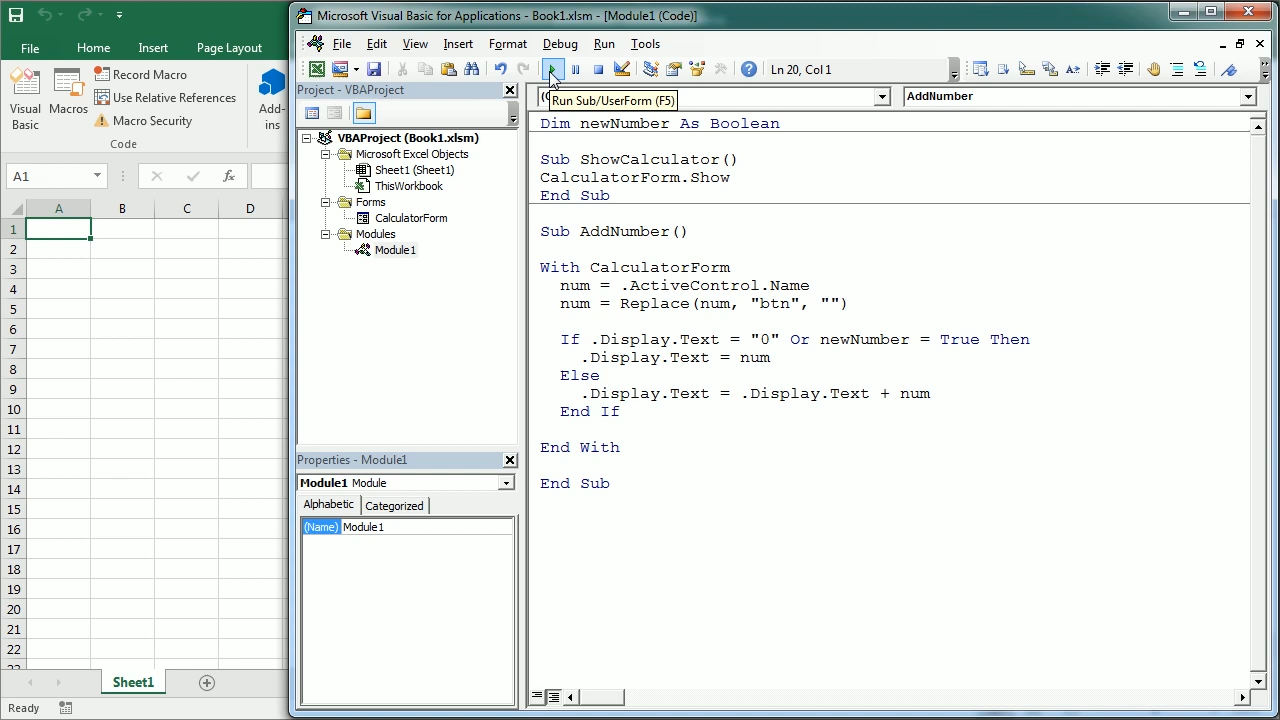 Microsoft Visual Basic for Applications - Book1.xlsm - [Module1 (Code)]
File Home Insert Page Layout
File Edit View Insert Format Debug Run Tools
Visual Basic
Macros
Record Macro
Use Relative References
Macro Security
Code
Add-
ins
Ln 20, Col 1
Run Sub/UserForm (F5)
AddNumber
Project - VBAProject
VBAProject (Book1.xlsm)
Microsoft Excel Objects
Sheet1 (Sheet1)
ThisWorkbook
Forms
CalculatorForm
Modules
Module1
A1
fx
A B C D
1
2
3
4
5
6
7
8
9
10
11
12
13
14
15
16
17
18
19
20
21
22
23
Dim newNumber As Boolean
Sub ShowCalculator()
CalculatorForm.Show
End Sub
Sub AddNumber()
With CalculatorForm
num = .ActiveControl.Name
num = Replace(num, "btn", "")
If .Display.Text = "0" Or newNumber = True Then
.Display.Text = num
Else
.Display.Text = .Display.Text + num
End If
End With
End Sub
Properties - Module1
Module1 Module
Alphabetic Categorized
(Name) Module1
Sheet1
Ready